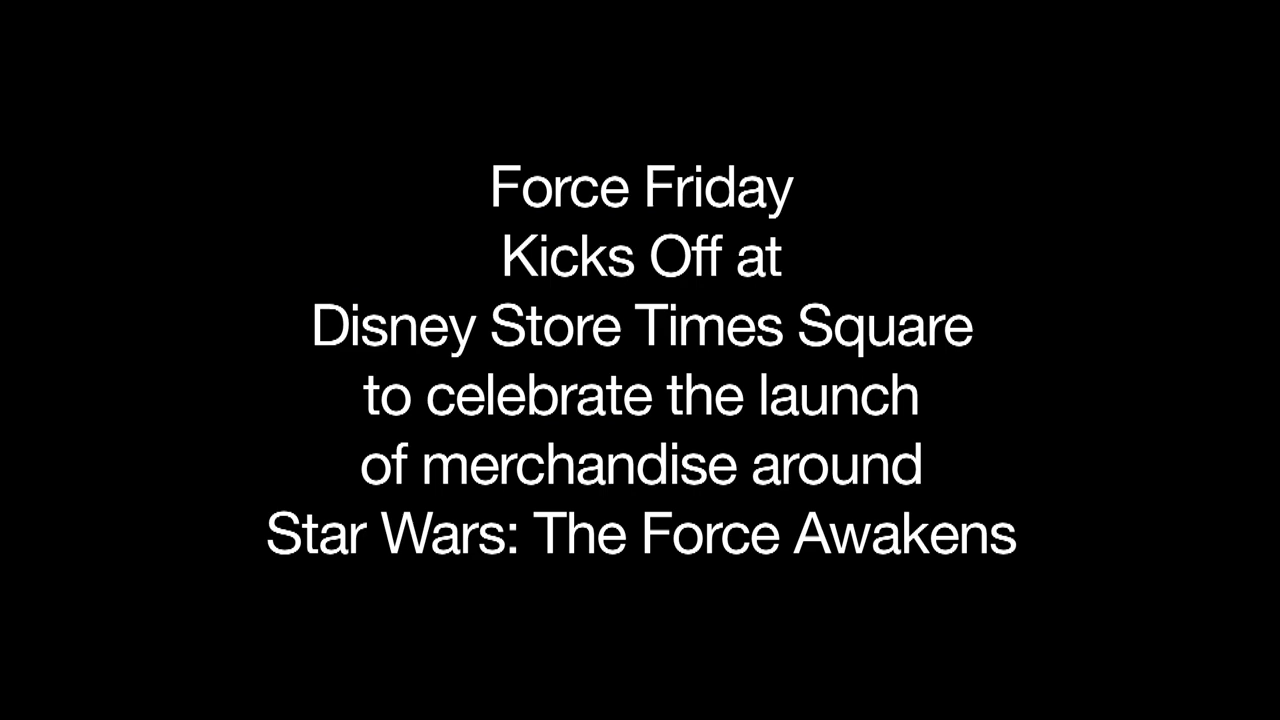 Force Friday
Kicks Off at
Disney Store Times Square
to celebrate the launch
of merchandise around
Star Wars: The Force Awakens